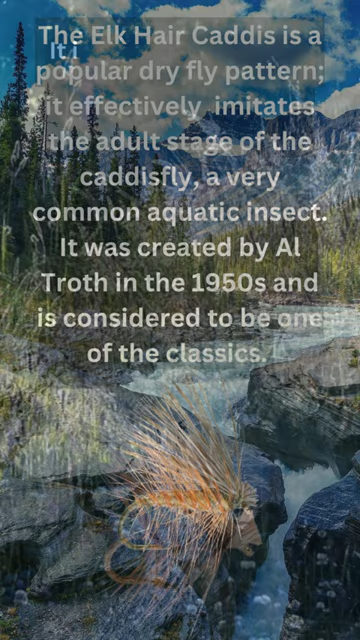 The Elk Hair Caddis is a
It i
popular dry fly pattern;
it effectively imitates
the adult stage of the
caddisfly, a very
common aquatic insect.
It was created by Al
Troth in the 1950s and
is considered to be one
of the classics.